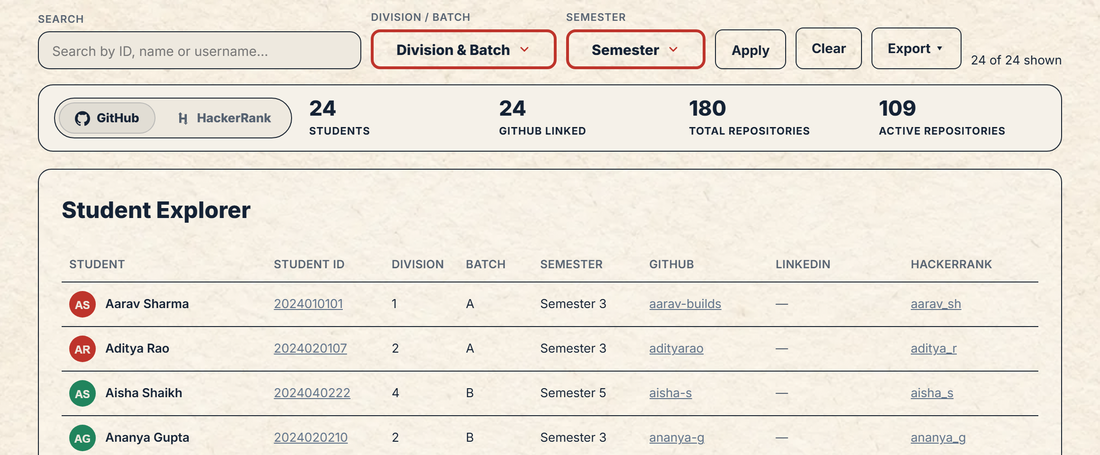 SEARCH DIVISION / BATCH SEMESTER
Search by ID, name or username... Division & Batch Semester Apply Clear Export 24 of 24 shown
GitHub HackerRank 24 24 180 109
STUDENTS GITHUB LINKED TOTAL REPOSITORIES ACTIVE REPOSITORIES
Student Explorer
STUDENT STUDENT ID DIVISION BATCH SEMESTER GITHUB LINKEDIN HACKERRANK
AS Aarav Sharma 2024010101 1 A Semester 3 aarav-builds — aarav_sh
AR Aditya Rao 2024020107 2 A Semester 3 adityarao — aditya_r
AS Aisha Shaikh 2024040222 4 B Semester 5 aisha-s — aisha_s
AG Ananya Gupta 2024020210 2 B Semester 3 ananya-g — ananya_g